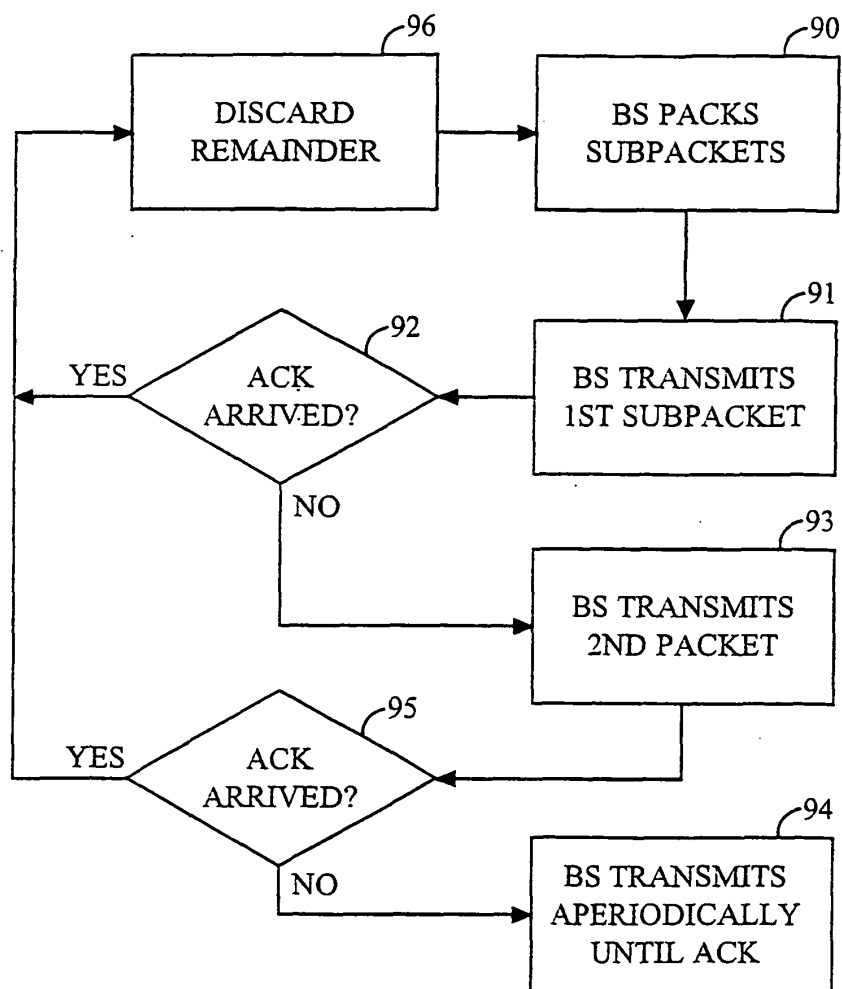 96
DISCARD
REMAINDER
90
BS PACKS
SUBPACKETS
91
BS TRANSMITS
1ST SUBPACKET
92
YES
ACK
ARRIVED?
NO
93
BS TRANSMITS
2ND PACKET
95
YES
ACK
ARRIVED?
NO
94
BS TRANSMITS
APERIODICALLY
UNTIL ACK